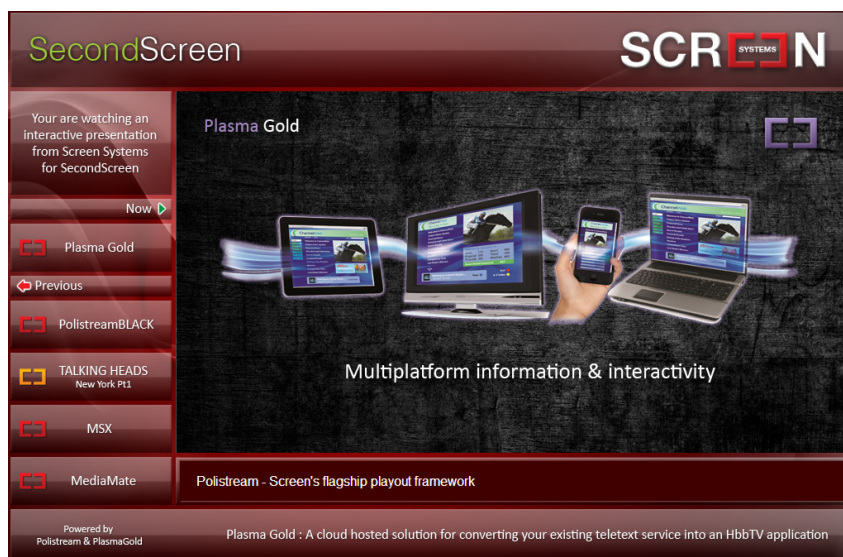 SecondScreen
SCREEN
SYSTEMS
Your are watching an
interactive presentation
from Screen Systems
for SecondScreen
Now
Plasma Gold
Previous
PolistreamBLACK
TALKING HEADS
New York Pt1
MSX
MediaMate
Powered by
Polistream & PlasmaGold
Plasma Gold
Multiplatform information & interactivity
Polistream - Screen's flagship playout framework
Plasma Gold : A cloud hosted solution for converting your existing teletext service into an HbbTV application